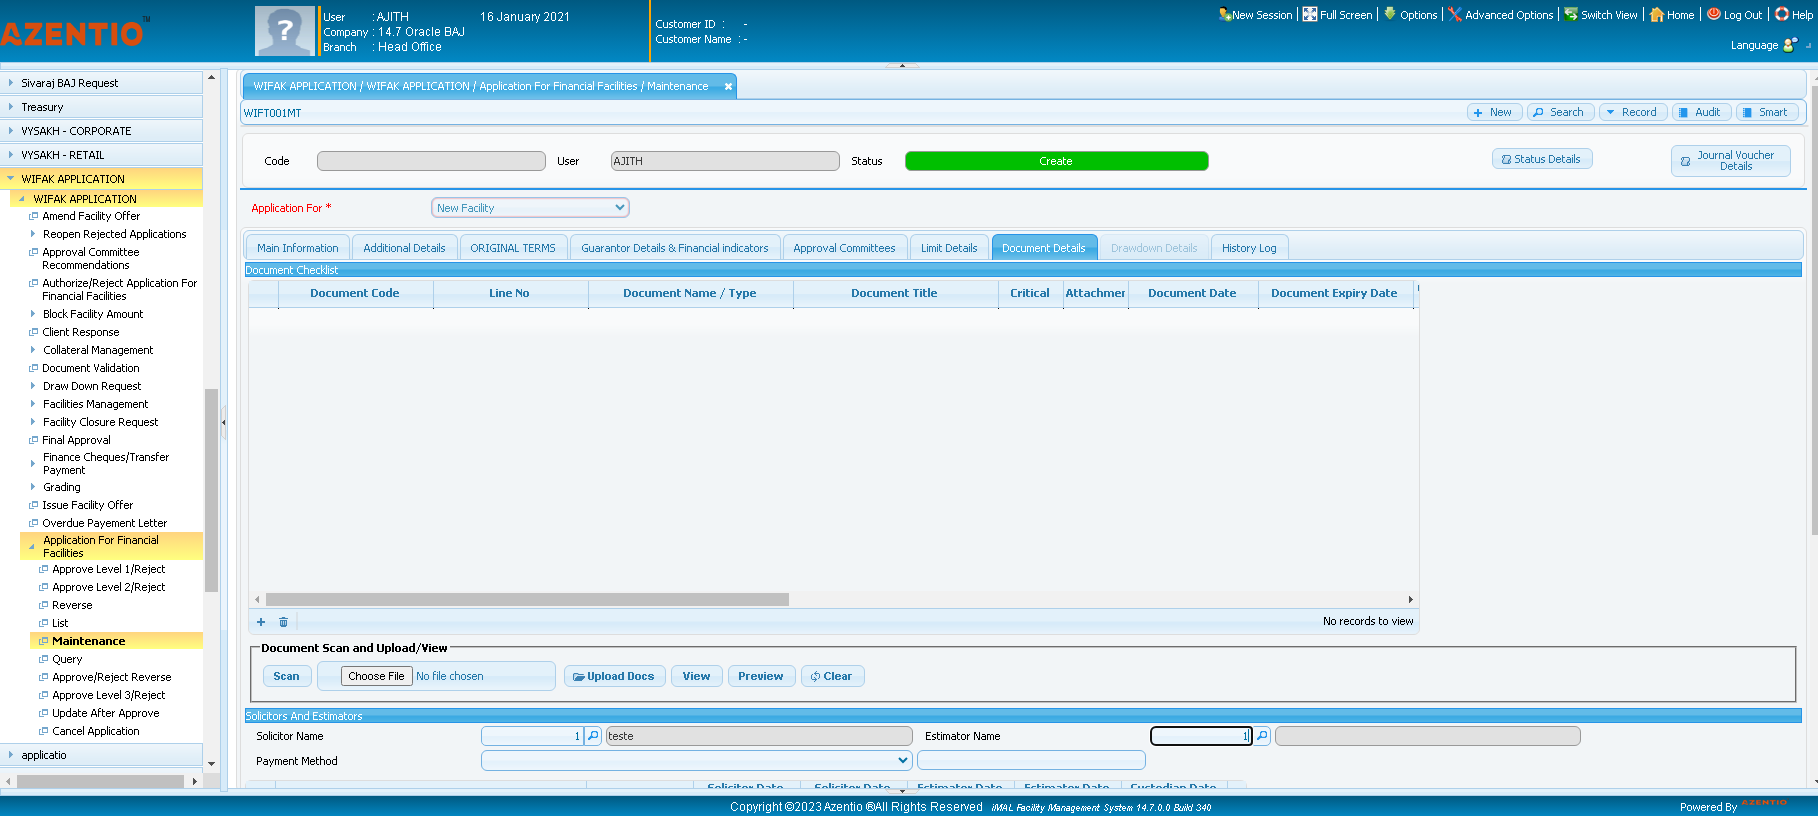 AZENTIO™
User : AJITH 16 January 2021
Company : 14.7 Oracle BAJ
Branch : Head Office
Customer ID : -
Customer Name : -
New Session Full Screen Options Advanced Options Switch View Home Log Out Help
Language
Sivaraj BAJ Request
Treasury
VYSAKH - CORPORATE
VYSAKH - RETAIL
WIFAK APPLICATION
WIFAK APPLICATION
Amend Facility Offer
Reopen Rejected Applications
Approval Committee
Recommendations
Authorize/Reject Application For
Financial Facilities
Block Facility Amount
Client Response
Collateral Management
Document Validation
Draw Down Request
Facilities Management
Facility Closure Request
Final Approval
Finance Cheques/Transfer
Payment
Grading
Issue Facility Offer
Overdue Payement Letter
Application For Financial
Facilities
Approve Level 1/Reject
Approve Level 2/Reject
Reverse
List
Maintenance
Query
Approve/Reject Reverse
Approve Level 3/Reject
Update After Approve
Cancel Application
applicatio
WIFAK APPLICATION / WIFAK APPLICATION / Application For Financial Facilities / Maintenance
WIFT001MT
New Search Record Audit Smart
Code User AJITH Status Create
Status Details
Journal Voucher
Details
Application For * New Facility
Main Information Additional Details ORIGINAL TERMS Guarantor Details & Financial indicators Approval Committees Limit Details Document Details Drawdown Details History Log
Document Checklist
Document Code Line No Document Name / Type Document Title Critical Attachmer Document Date Document Expiry Date
No records to view
Document Scan and Upload/View
Scan Choose File No file chosen Upload Docs View Preview Clear
Solicitors And Estimators
Solicitor Name 1 teste Estimator Name 1
Payment Method
Solicitor Date Solicitor Date Estimator Date Estimator Date Custodian Date
Copyright ©2023 Azentio ®All Rights Reserved iMAL Facility Management System 14.7.0.0 Build 340
Powered By AZENTIO